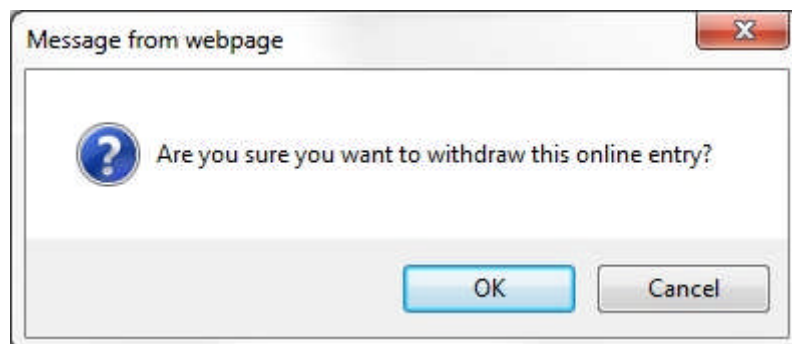 Message from webpage
Are you sure you want to withdraw this online entry?
OK
Cancel